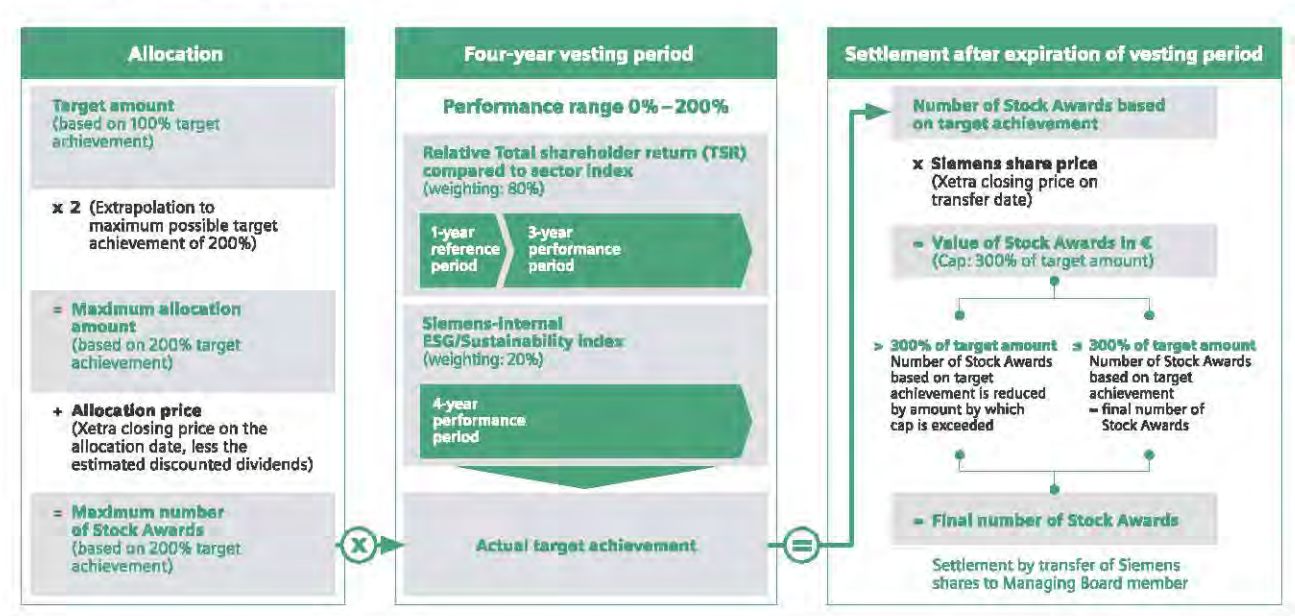 Allocation
Target amount
(based on 100% target
achievement)
x 2 (Extrapolation to
maximum possible target
achievement of 200%)
= Maximum allocation
amount
(based on 200% target
achievement)
÷ Allocation price
(Xetra closing price on the
allocation date, less the
estimated discounted dividends)
= Maximum number
of Stock Awards
(based on 200% target
achievement)
x
Four-year vesting period
Performance range 0%–200%
Relative Total shareholder return (TSR)
compared to sector index
(weighting: 80%)
1-year
reference
period
3-year
performance
period
Siemens-internal
ESG/Sustainability index
(weighting: 20%)
4-year
performance
period
Actual target achievement
=
Settlement after expiration of vesting period
Number of Stock Awards based
on target achievement
x Siemens share price
(Xetra closing price on
transfer date)
= Value of Stock Awards in €
(Cap: 300% of target amount)
> 300% of target amount
Number of Stock Awards
based on target
achievement is reduced
by amount by which
cap is exceeded
≤ 300% of target amount
Number of Stock Awards
based on target
achievement
= final number of
Stock Awards
= Final number of Stock Awards
Settlement by transfer of Siemens
shares to Managing Board member